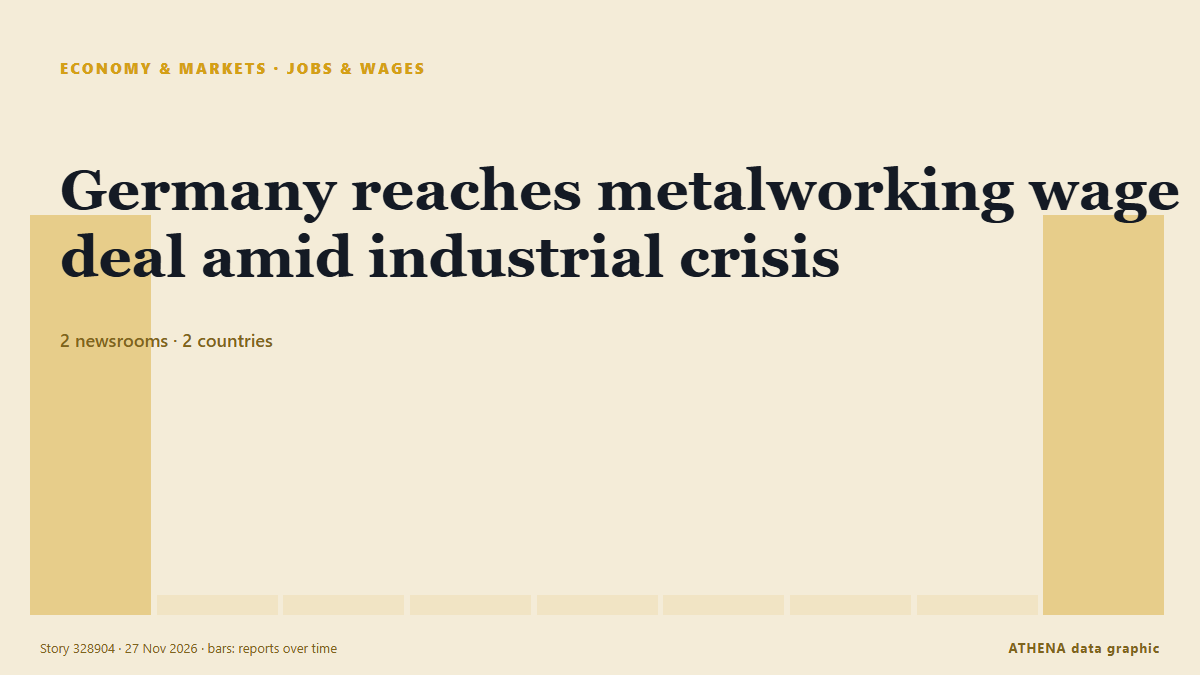 ECONOMY & MARKETS · JOBS & WAGES
Germany reaches metalworking wage
deal amid industrial crisis
2 newsrooms · 2 countries
Story 328904 · 27 Nov 2026 · bars: reports over time
ATHENA data graphic